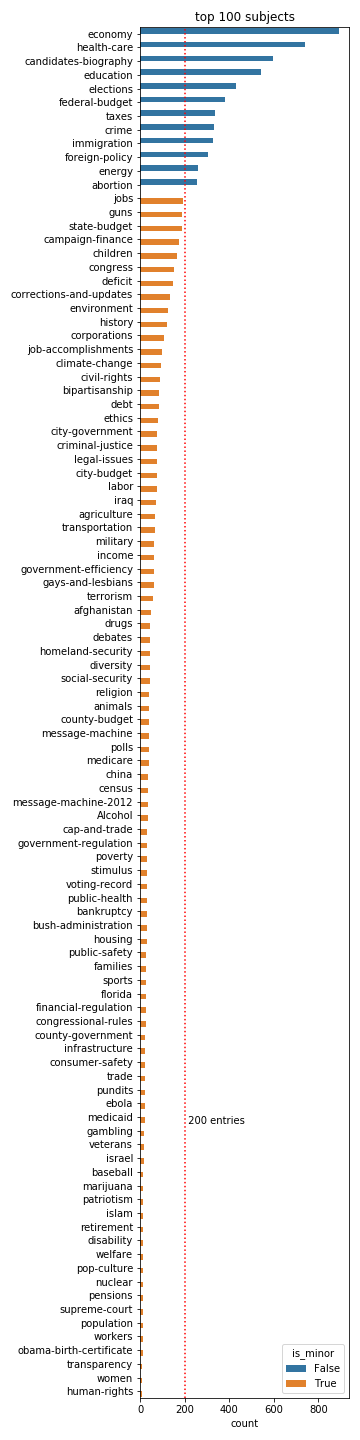 top 100 subjects
economy
health-care
candidates-biography
education
elections
federal-budget
taxes
crime
immigration
foreign-policy
energy
abortion
jobs
guns
state-budget
campaign-finance
children
congress
deficit
corrections-and-updates
environment
history
corporations
job-accomplishments
climate-change
civil-rights
bipartisanship
debt
ethics
city-government
criminal-justice
legal-issues
city-budget
labor
iraq
agriculture
transportation
military
income
government-efficiency
gays-and-lesbians
terrorism
afghanistan
drugs
debates
homeland-security
diversity
social-security
religion
animals
county-budget
message-machine
polls
medicare
china
census
message-machine-2012
Alcohol
cap-and-trade
government-regulation
poverty
stimulus
voting-record
public-health
bankruptcy
bush-administration
housing
public-safety
families
sports
florida
financial-regulation
congressional-rules
county-government
infrastructure
consumer-safety
trade
pundits
ebola
medicaid
200 entries
gambling
veterans
israel
baseball
marijuana
patriotism
islam
retirement
disability
welfare
pop-culture
nuclear
pensions
supreme-court
population
workers
obama-birth-certificate
transparency
women
human-rights
is_minor
False
True
0 200 400 600 800
count